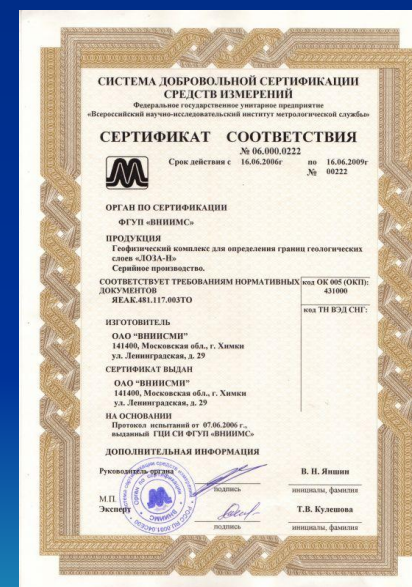 СИСТЕМА ДОБРОВОЛЬНОЙ СЕРТИФИКАЦИИ
СРЕДСТВ ИЗМЕРЕНИЙ
Федеральное государственное унитарное предприятие
«Всероссийский научно-исследовательский институт метрологической службы»
СЕРТИФИКАТ СООТВЕТСТВИЯ
№ 06.000.0222
Срок действия с 16.06.2006г по 16.06.2009г
№ 00222
ОРГАН ПО СЕРТИФИКАЦИИ
ФГУП «ВНИИМС»
ПРОДУКЦИЯ
Геофизический комплекс для определения границ геологических
слоев «ЛОЗА-Н»
Серийное производство.
СООТВЕТСТВУЕТ ТРЕБОВАНИЯМ НОРМАТИВНЫХ
ДОКУМЕНТОВ
ЯЕАК.481.117.003ТО
код ОК 005 (ОКП):
431000
код ТН ВЭД СНГ:
ИЗГОТОВИТЕЛЬ
ОАО “ВНИИСМИ”
141400, Московская обл., г. Химки
ул. Ленинградская, д. 29
СЕРТИФИКАТ ВЫДАН
ОАО “ВНИИСМИ”
141400, Московская обл., г. Химки
ул. Ленинградская, д. 29
НА ОСНОВАНИИ
Протокол испытаний от 07.06.2006 г.,
выданный ГЦИ СИ ФГУП «ВНИИМС»
ДОПОЛНИТЕЛЬНАЯ ИНФОРМАЦИЯ
Руководитель органа
В. Н. Яншин
подпись
инициалы, фамилия
М.П.
Эксперт
Т.В. Кулешова
подпись
инициалы, фамилия